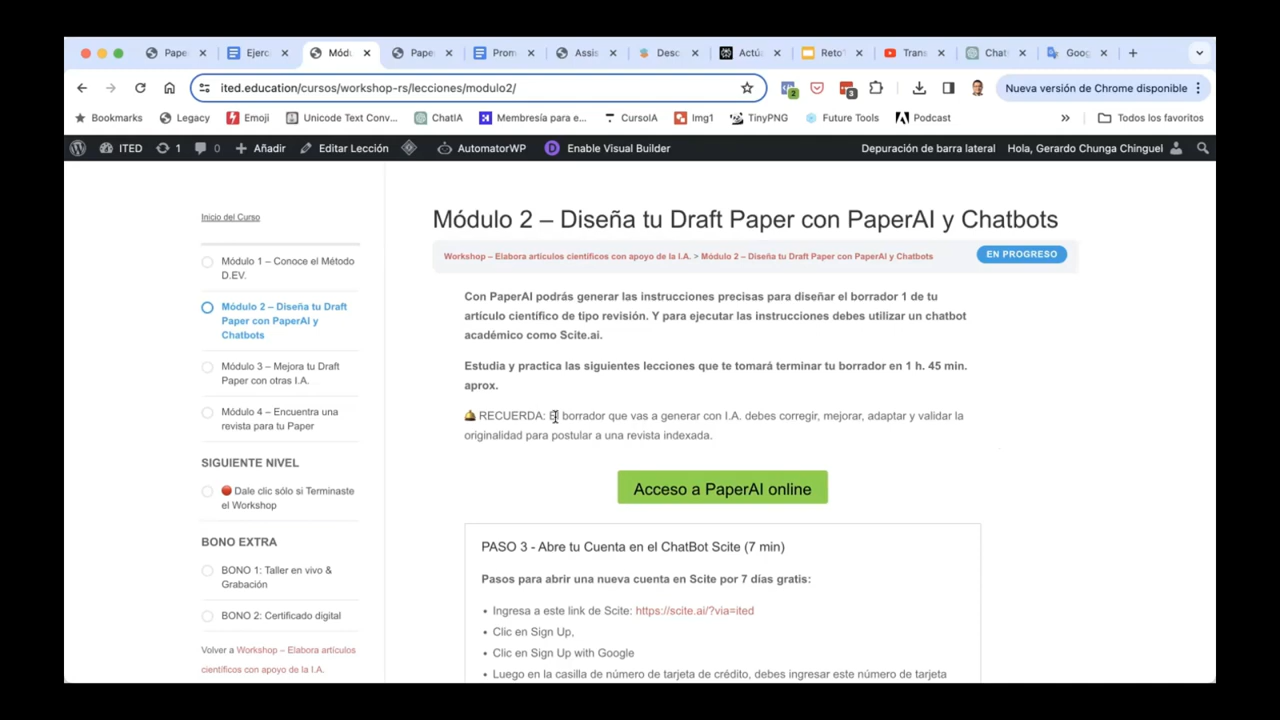 Pape
Ejerc
Módu
Pape
Prom
Assis
Desc
Actú
Reto
Trans
Chat
Goog
ited.education/cursos/workshop-rs/lecciones/modulo2/
2
3
Nueva versión de Chrome disponible
Bookmarks
Legacy
Emoji
Unicode Text Conv...
ChatIA
Membresía para e...
CursoIA
Img1
TinyPNG
Future Tools
Podcast
Todos los favoritos
ITED
1
0
Añadir
Editar Lección
AutomatorWP
Enable Visual Builder
Depuración de barra lateral
Hola, Gerardo Chunga Chinguel
Inicio del Curso
Módulo 1 – Conoce el Método
D.EV.
Módulo 2 – Diseña tu Draft
Paper con PaperAI y
Chatbots
Módulo 3 – Mejora tu Draft
Paper con otras I.A.
Módulo 4 – Encuentra una
revista para tu Paper
SIGUIENTE NIVEL
Dale clic sólo si Terminaste
el Workshop
BONO EXTRA
BONO 1: Taller en vivo &
Grabación
BONO 2: Certificado digital
Volver a Workshop – Elabora artículos
científicos con apoyo de la I.A.
Módulo 2 – Diseña tu Draft Paper con PaperAI y Chatbots
Workshop – Elabora artículos científicos con apoyo de la I.A. > Módulo 2 – Diseña tu Draft Paper con PaperAI y Chatbots
EN PROGRESO
Con PaperAI podrás generar las instrucciones precisas para diseñar el borrador 1 de tu
artículo científico de tipo revisión. Y para ejecutar las instrucciones debes utilizar un chatbot
académico como Scite.ai.
Estudia y practica las siguientes lecciones que te tomará terminar tu borrador en 1 h. 45 min.
aprox.
RECUERDA: El borrador que vas a generar con I.A. debes corregir, mejorar, adaptar y validar la
originalidad para postular a una revista indexada.
Acceso a PaperAI online
PASO 3 - Abre tu Cuenta en el ChatBot Scite (7 min)
Pasos para abrir una nueva cuenta en Scite por 7 días gratis:
• Ingresa a este link de Scite: https://scite.ai/?via=ited
• Clic en Sign Up,
• Clic en Sign Up with Google
• Luego en la casilla de número de tarjeta de crédito, debes ingresar este número de tarjeta